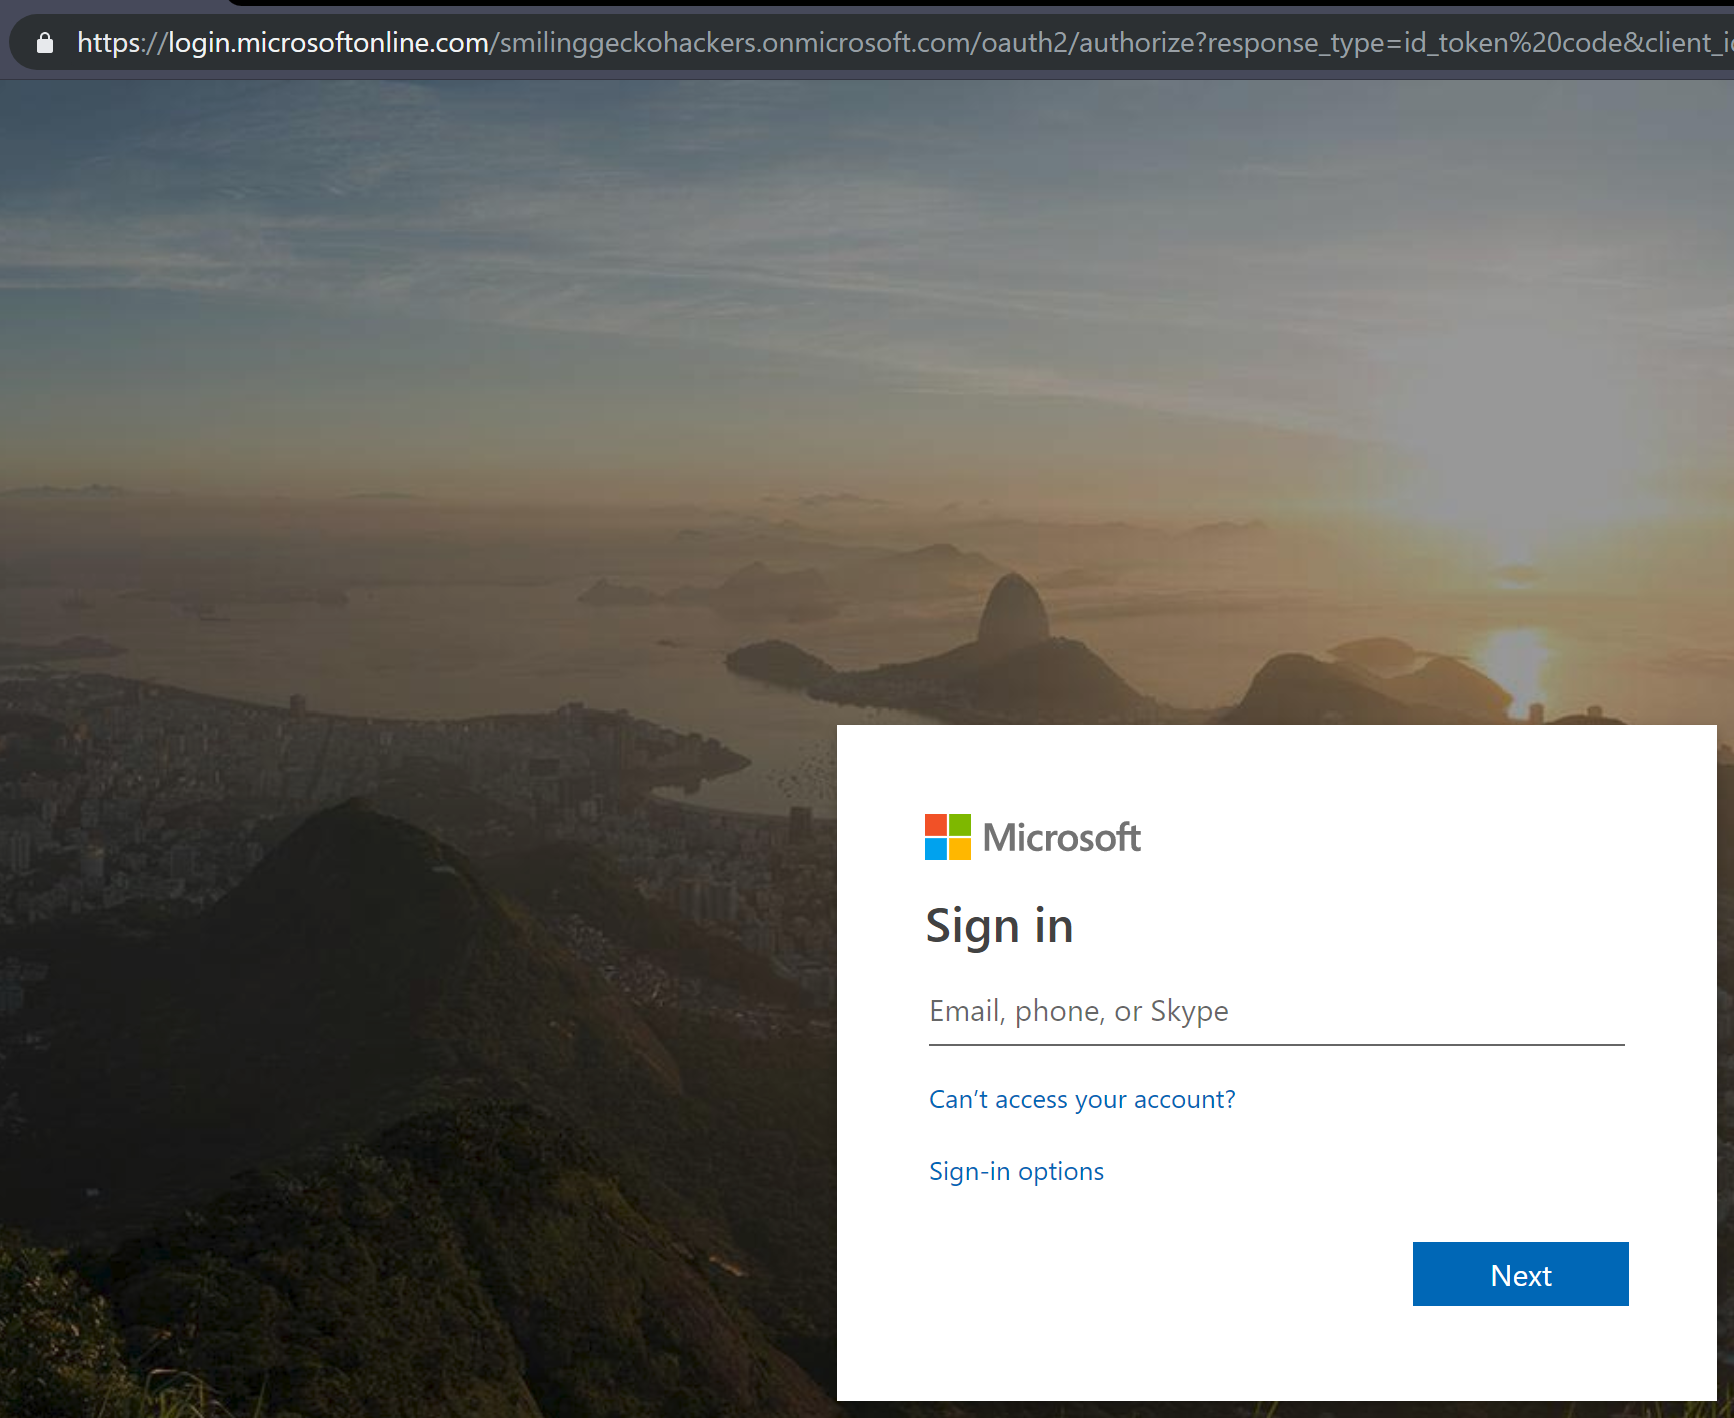 https://login.microsoftonline.com/smilinggeckohackers.onmicrosoft.com/oauth2/authorize?response_type=id_token%20code&client_i
Microsoft
Sign in
Email, phone, or Skype
Can’t access your account?
Sign-in options
Next